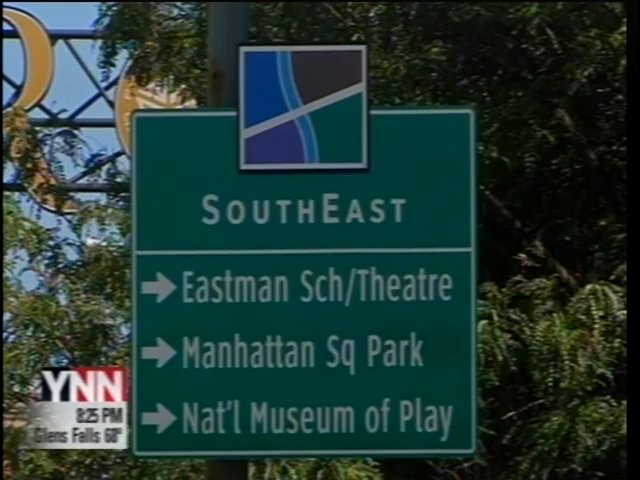 SOUTHEAST
Eastman Sch/Theatre
Manhattan Sq Park
Nat'l Museum of Play
YNN
8:25 PM
Glens Falls 68°